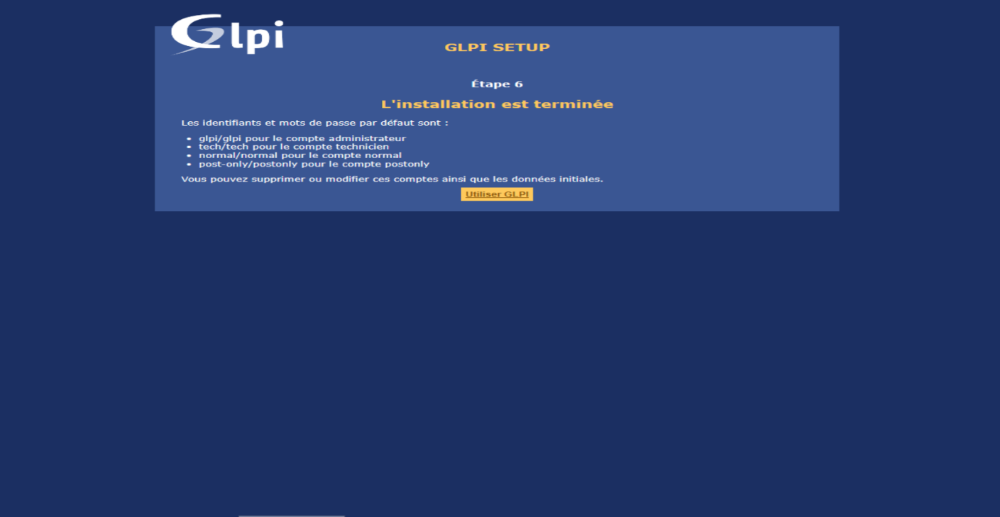 Glpi
GLPI SETUP
Étape 6
L'installation est terminée
Les identifiants et mots de passe par défaut sont :
• glpi/glpi pour le compte administrateur
• tech/tech pour le compte technicien
• normal/normal pour le compte normal
• post-only/postonly pour le compte postonly
Vous pouvez supprimer ou modifier ces comptes ainsi que les données initiales.
Utiliser GLPI